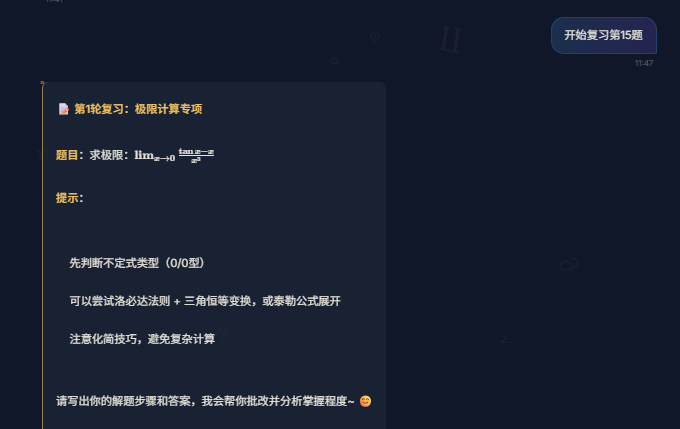 开始复习第15题
11:47
📝 第1轮复习：极限计算专项
题目：求极限：lim x→0 tan x−x / x³
提示：
先判断不定式类型（0/0型）
可以尝试洛必达法则 + 三角恒等变换，或泰勒公式展开
注意化简技巧，避免复杂计算
请写出你的解题步骤和答案，我会帮你批改并分析掌握程度~ 😊